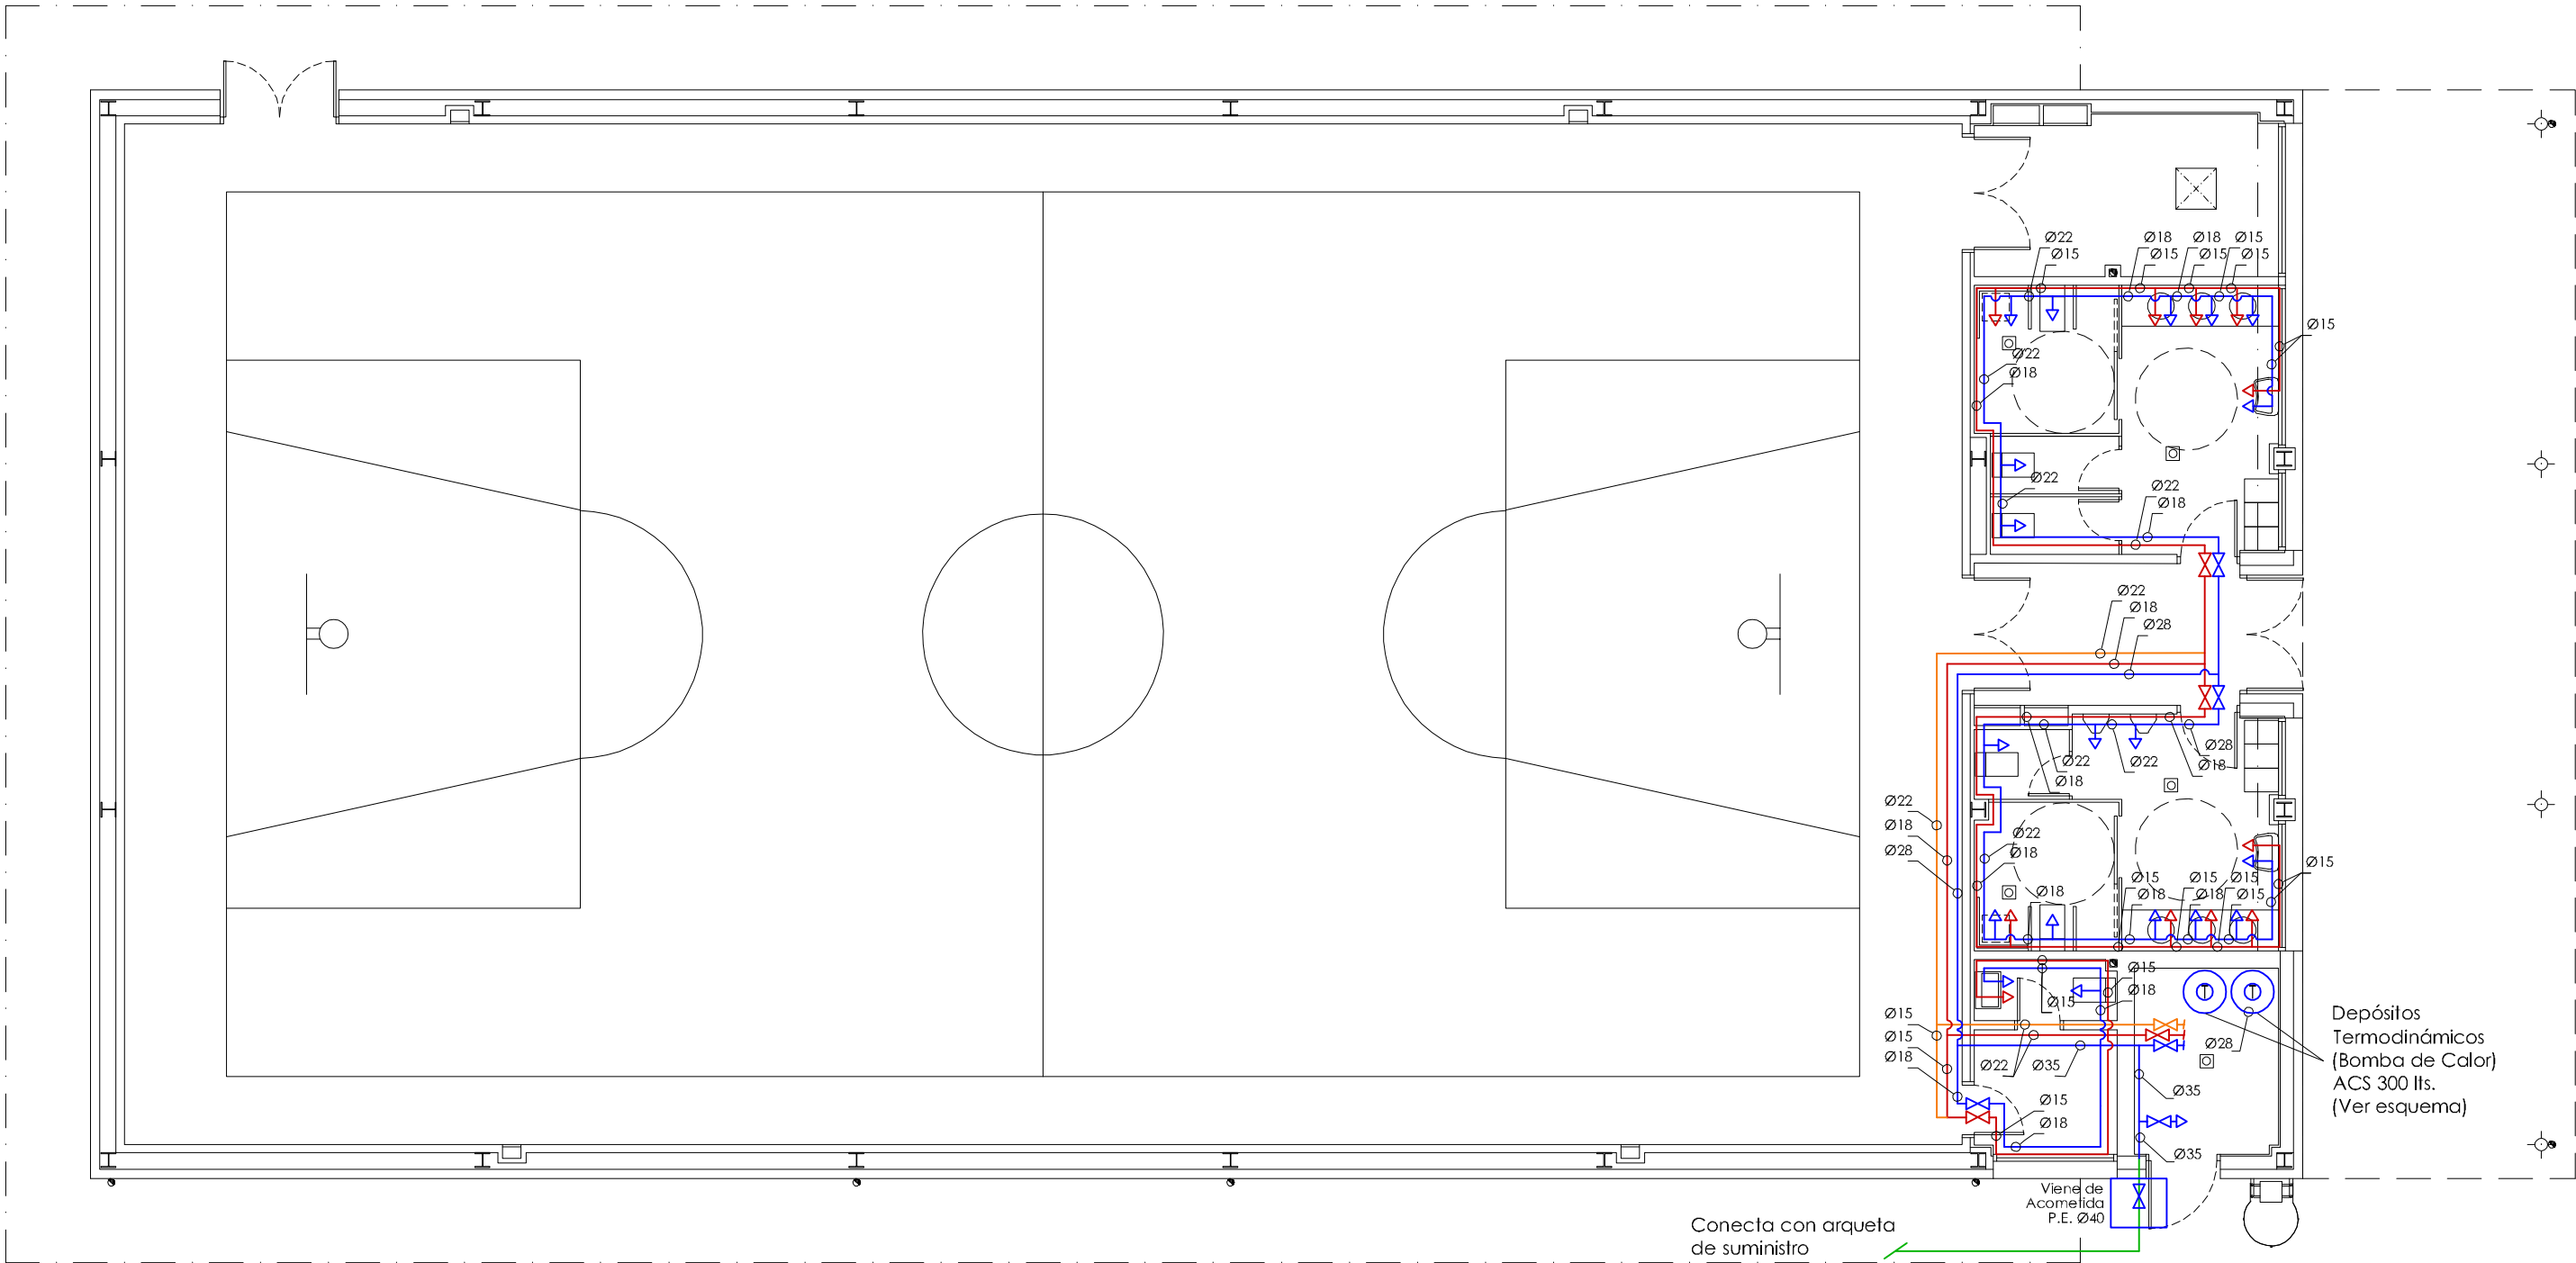 Ø22
Ø15
Ø18
Ø15
Ø18
Ø15
Ø15
Ø15
Ø15
Ø22
Ø18
Ø22
Ø22
Ø18
Ø22
Ø18
Ø28
Ø28
Ø18
Ø22
Ø22
Ø18
Ø22
Ø18
Ø28
Ø22
Ø18
Ø15
Ø15
Ø18
Ø15
Ø18
Ø15
Ø15
Ø18
Ø15
Ø18
Ø15
Ø15
Ø15
Ø18
Ø22
Ø35
Ø28
Ø35
Ø15
Ø18
Ø35
Depósitos
Termodinámicos
(Bomba de Calor)
ACS 300 lts.
(Ver esquema)
Viene de
Acometida
P.E. Ø40
Conecta con arqueta
de suministro